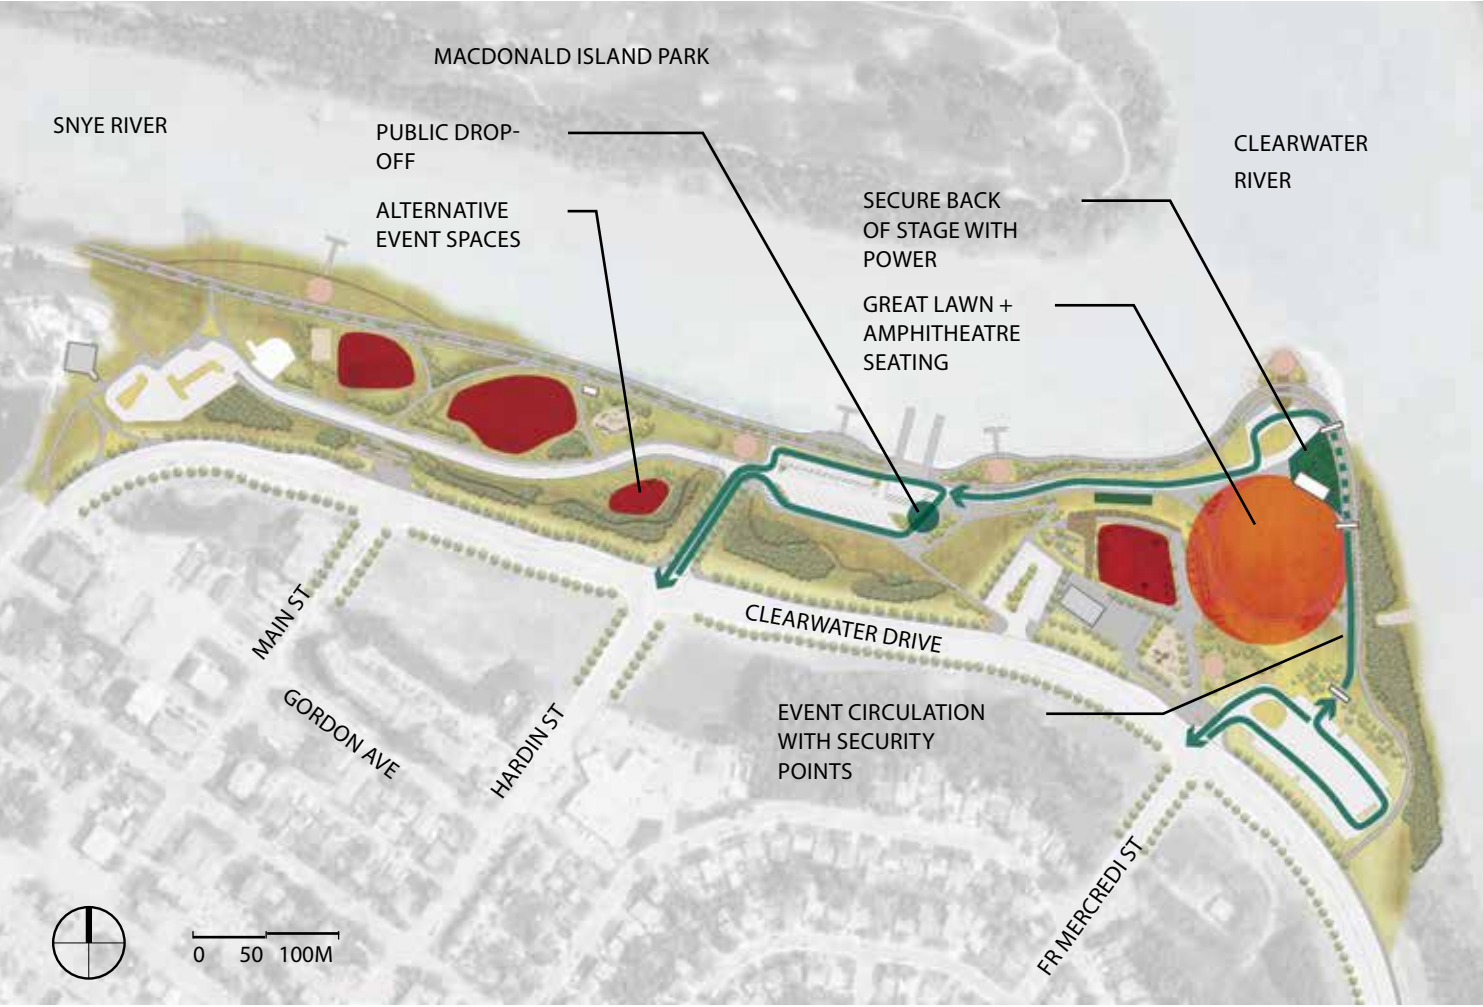 MACDONALD ISLAND PARK
SNYE RIVER
PUBLIC DROP-
OFF
CLEARWATER
RIVER
ALTERNATIVE
EVENT SPACES
SECURE BACK
OF STAGE WITH
POWER
GREAT LAWN +
AMPHITHEATRE
SEATING
MAIN ST
CLEARWATER DRIVE
GORDON AVE
HARDIN ST
EVENT CIRCULATION
WITH SECURITY
POINTS
FR MERCREDI ST
0 50 100M